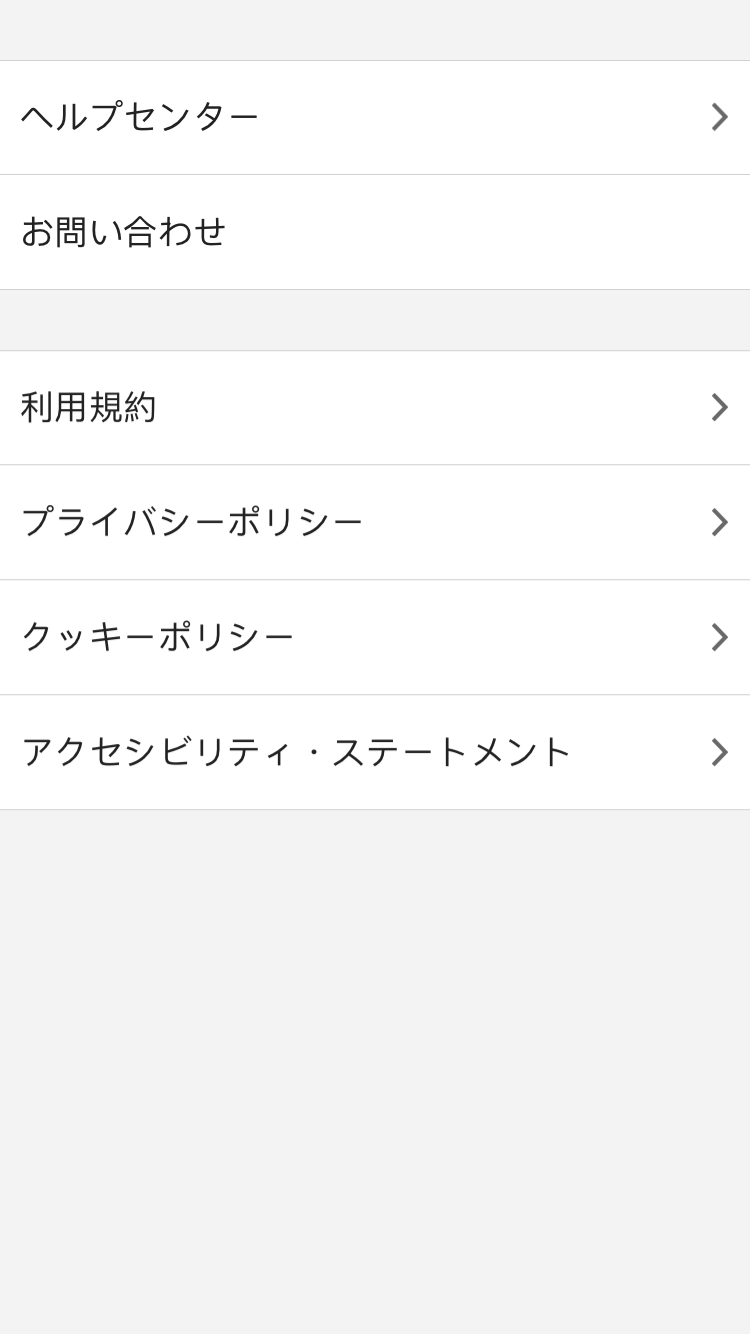 ヘルプセンター
お問い合わせ
利用規約
プライバシーポリシー
クッキーポリシー
アクセシビリティ・ステートメント